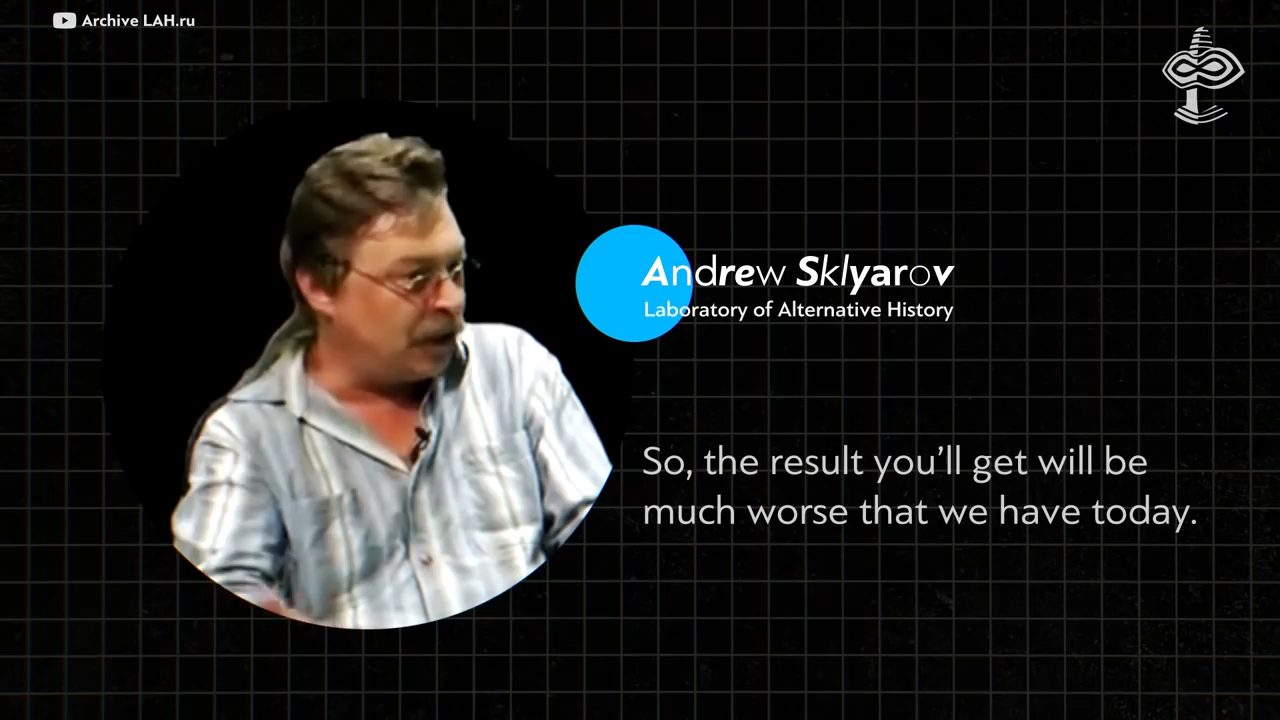 Archive LAH.ru
Andrew Sklyarov
Laboratory of Alternative History
So, the result you'll get will be
much worse that we have today.